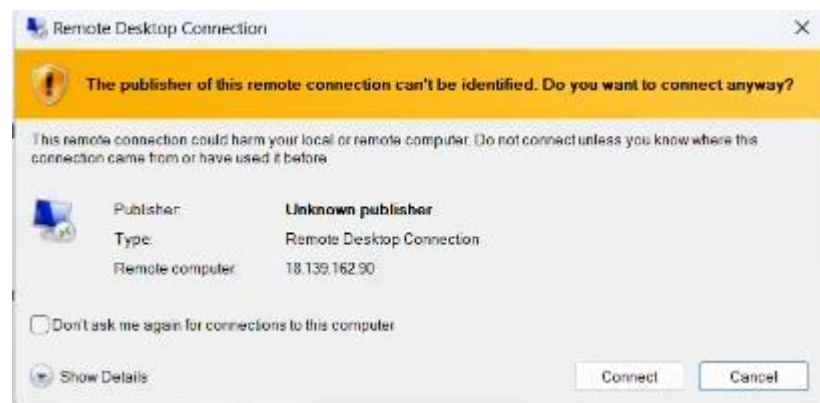 Remote Desktop Connection
The publisher of this remote connection can't be identified. Do you want to connect anyway?
This remote connection could harm your local or remote computer. Do not connect unless you know where this
connection came from or have used it before
Publisher: Unknown publisher
Type: Remote Desktop Connection
Remote computer: 18.139.162.90
Don't ask me again for connections to this computer
Show Details
Connect
Cancel